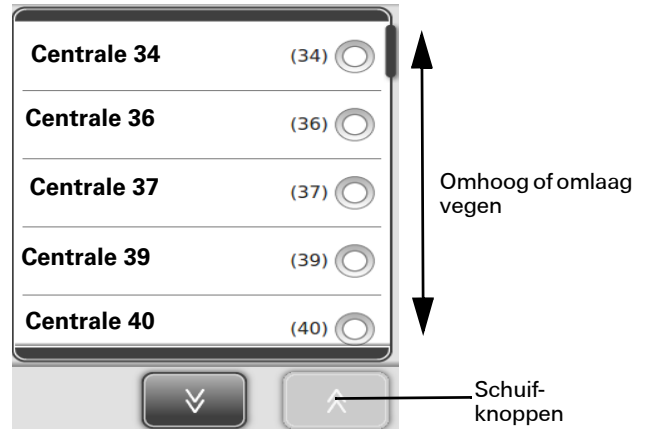 Centrale 34 (34)
Centrale 36 (36)
Centrale 37 (37)
Centrale 39 (39)
Centrale 40 (40)
Omhoog of omlaag
vegen
Schuif-
knoppen